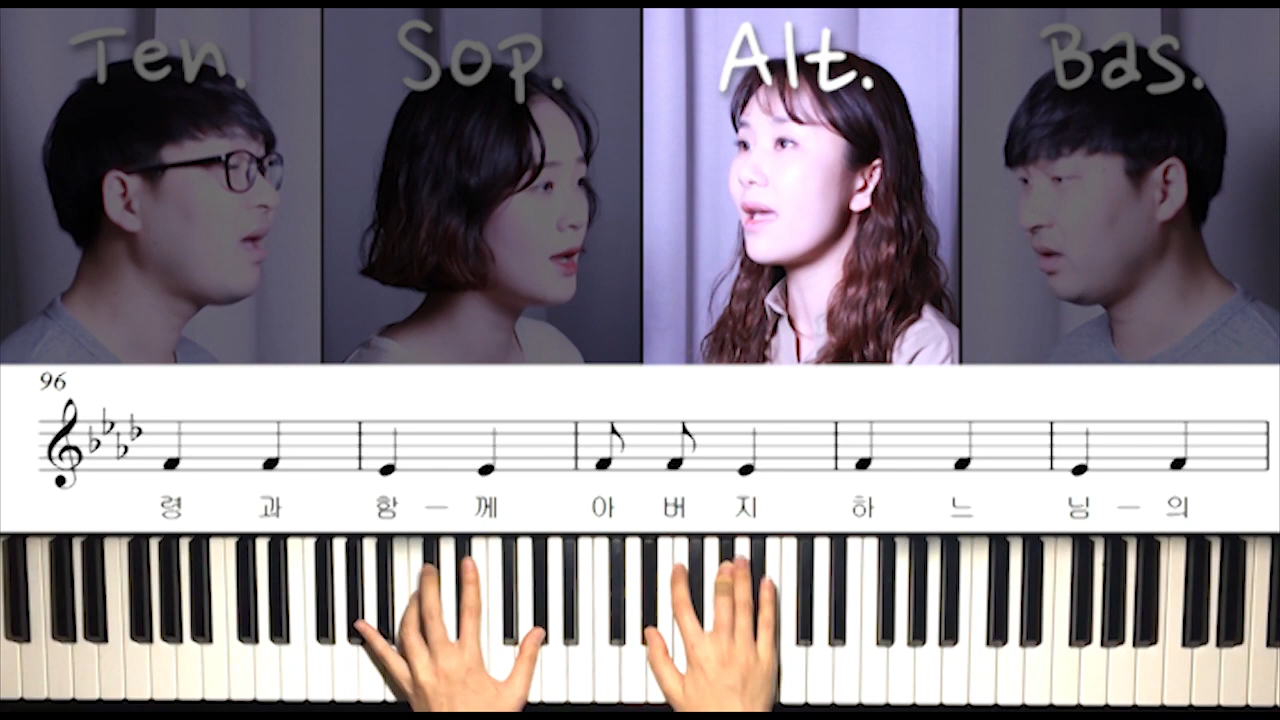 Ten. Sop. Alt. Bas.
96
령 과 함 - 께 아 버 지 하 느 님 - 의